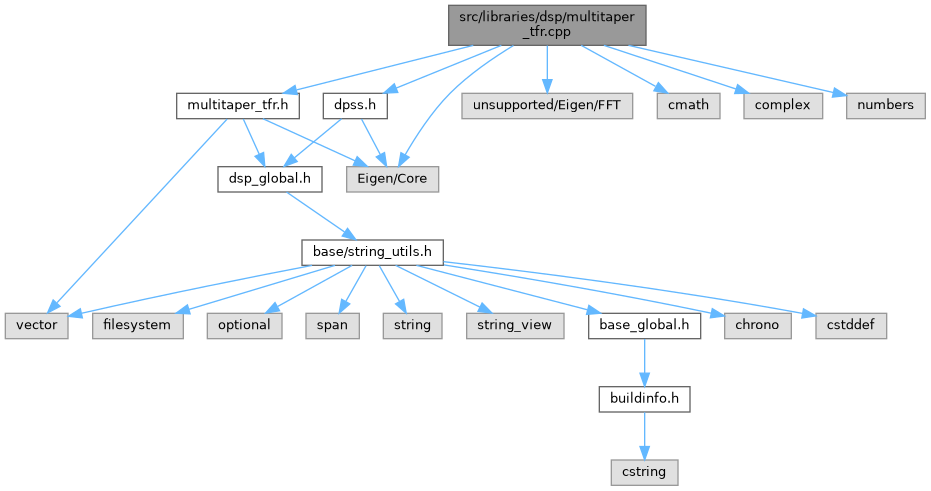 src/libraries/dsp/multitaper
_tfr.cpp
multitaper_tfr.h
dpss.h
unsupported/Eigen/FFT
cmath
complex
numbers
dsp_global.h
Eigen/Core
base/string_utils.h
vector
filesystem
optional
span
string
string_view
base_global.h
chrono
cstddef
buildinfo.h
cstring